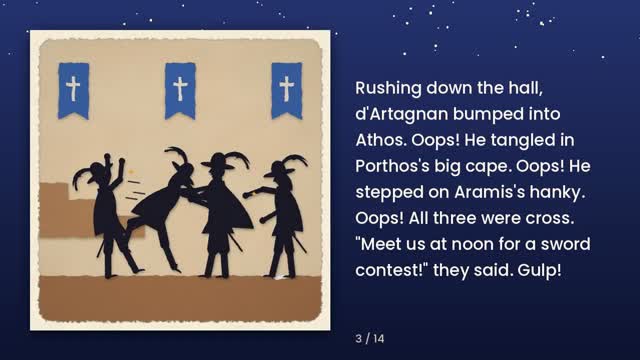 Rushing down the hall,
d'Artagnan bumped into
Athos. Oops! He tangled in
Porthos's big cape. Oops! He
stepped on Aramis's hanky.
Oops! All three were cross.
"Meet us at noon for a sword
contest!" they said. Gulp!
3 / 14